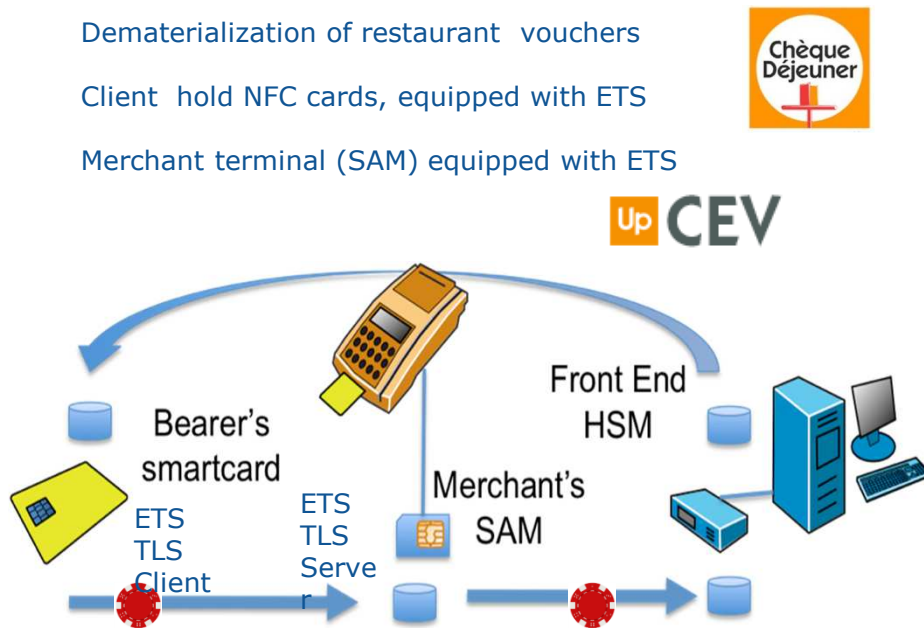 Dematerialization of restaurant vouchers
Chèque
Déjeuner
Client hold NFC cards, equipped with ETS
Merchant terminal (SAM) equipped with ETS
Up CEV
Front End
HSM
Bearer's
smartcard
Merchant's
SAM
ETS
TLS
Client
ETS
TLS
Serve
r